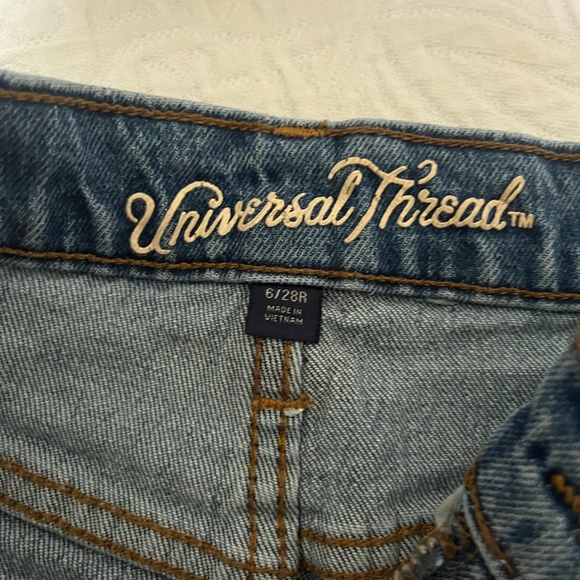 Universal Thread™
6/28R
MADE IN
VIETNAM